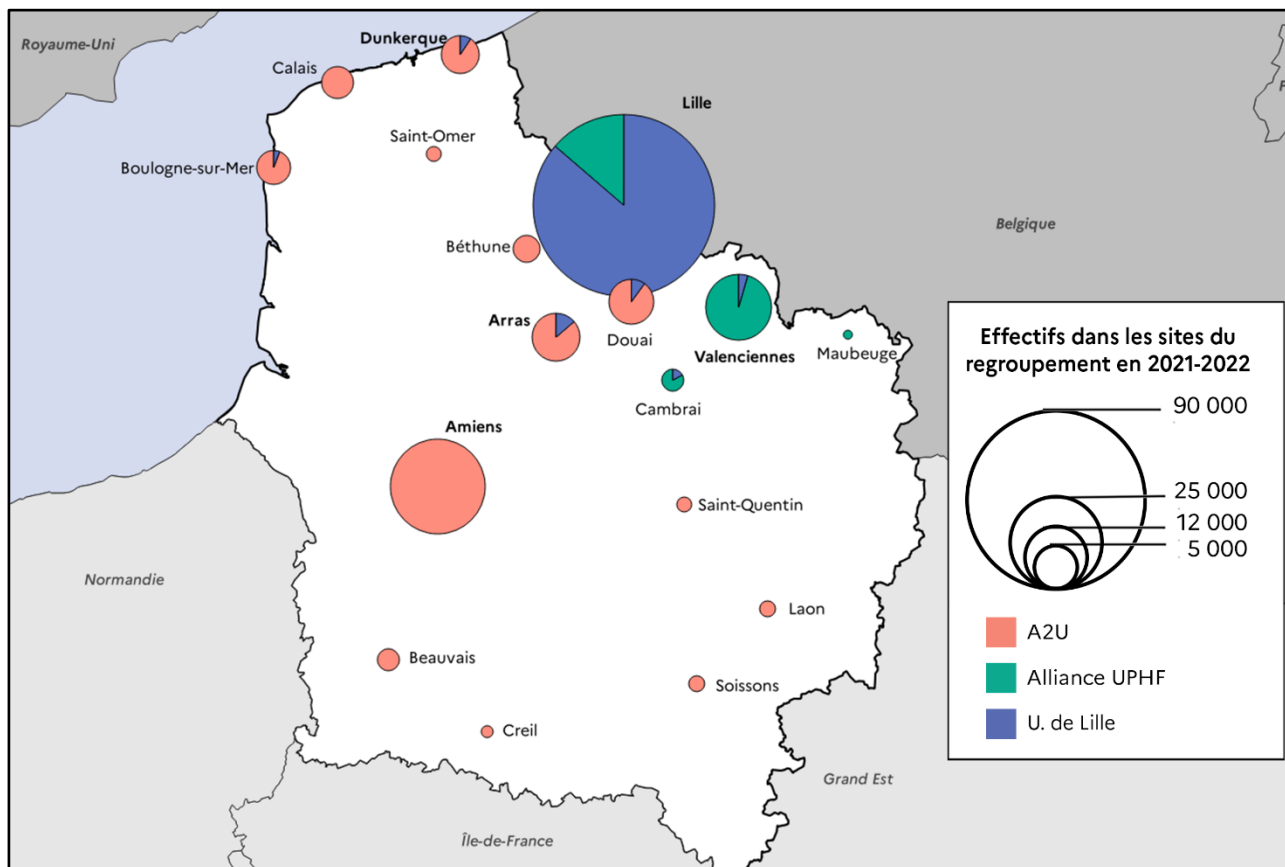 Royaume-Uni
Dunkerque
Calais
Lille
Saint-Omer
Boulogne-sur-Mer
Belgique
Béthune
Arras
Douai
Valenciennes
Maubeuge
Cambrai
Amiens
Saint-Quentin
Normandie
Laon
Beauvais
Soissons
Creil
Grand Est
Île-de-France
Effectifs dans les sites du
regroupement en 2021-2022
90 000
25 000
12 000
5 000
A2U
Alliance UPHF
U. de Lille